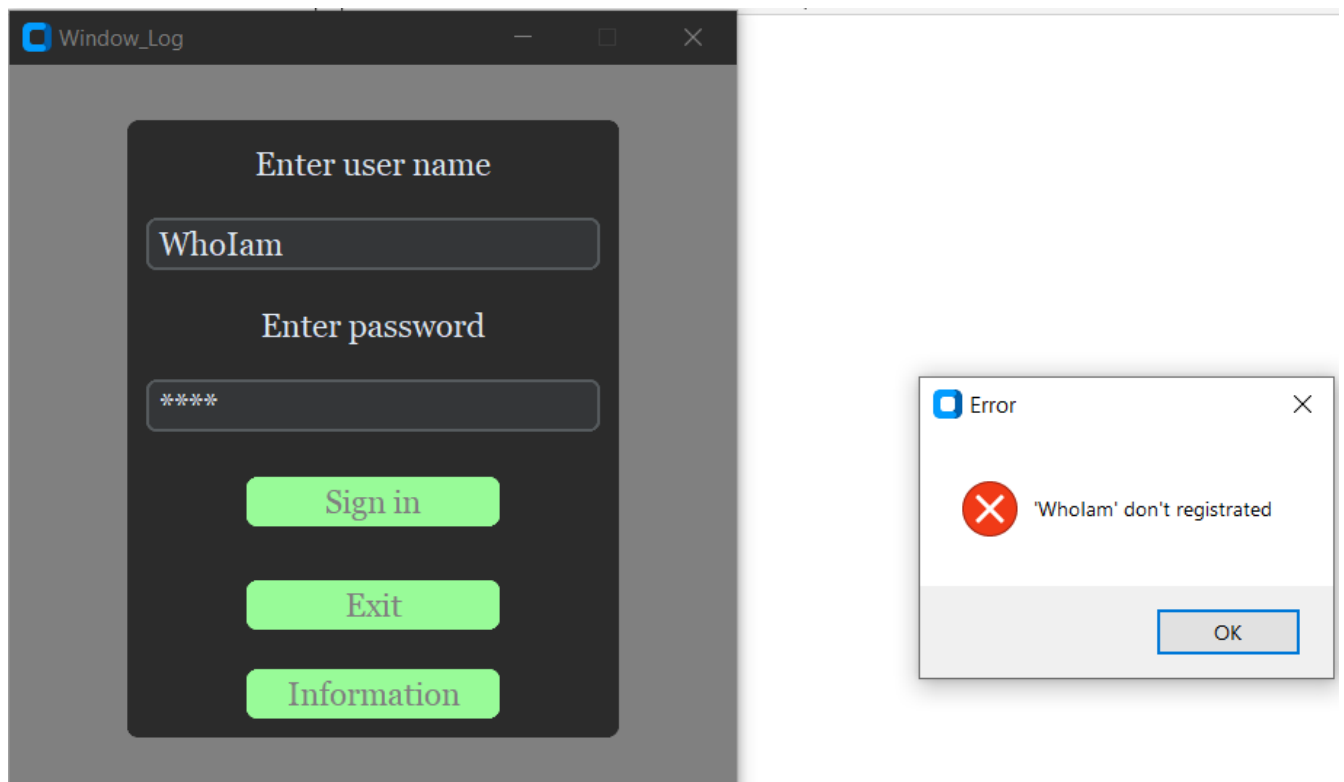 Window_Log
Enter user name
WhoIam
Enter password
****
Sign in
Exit
Information
Error
'WhoIam' don't registrated
OK